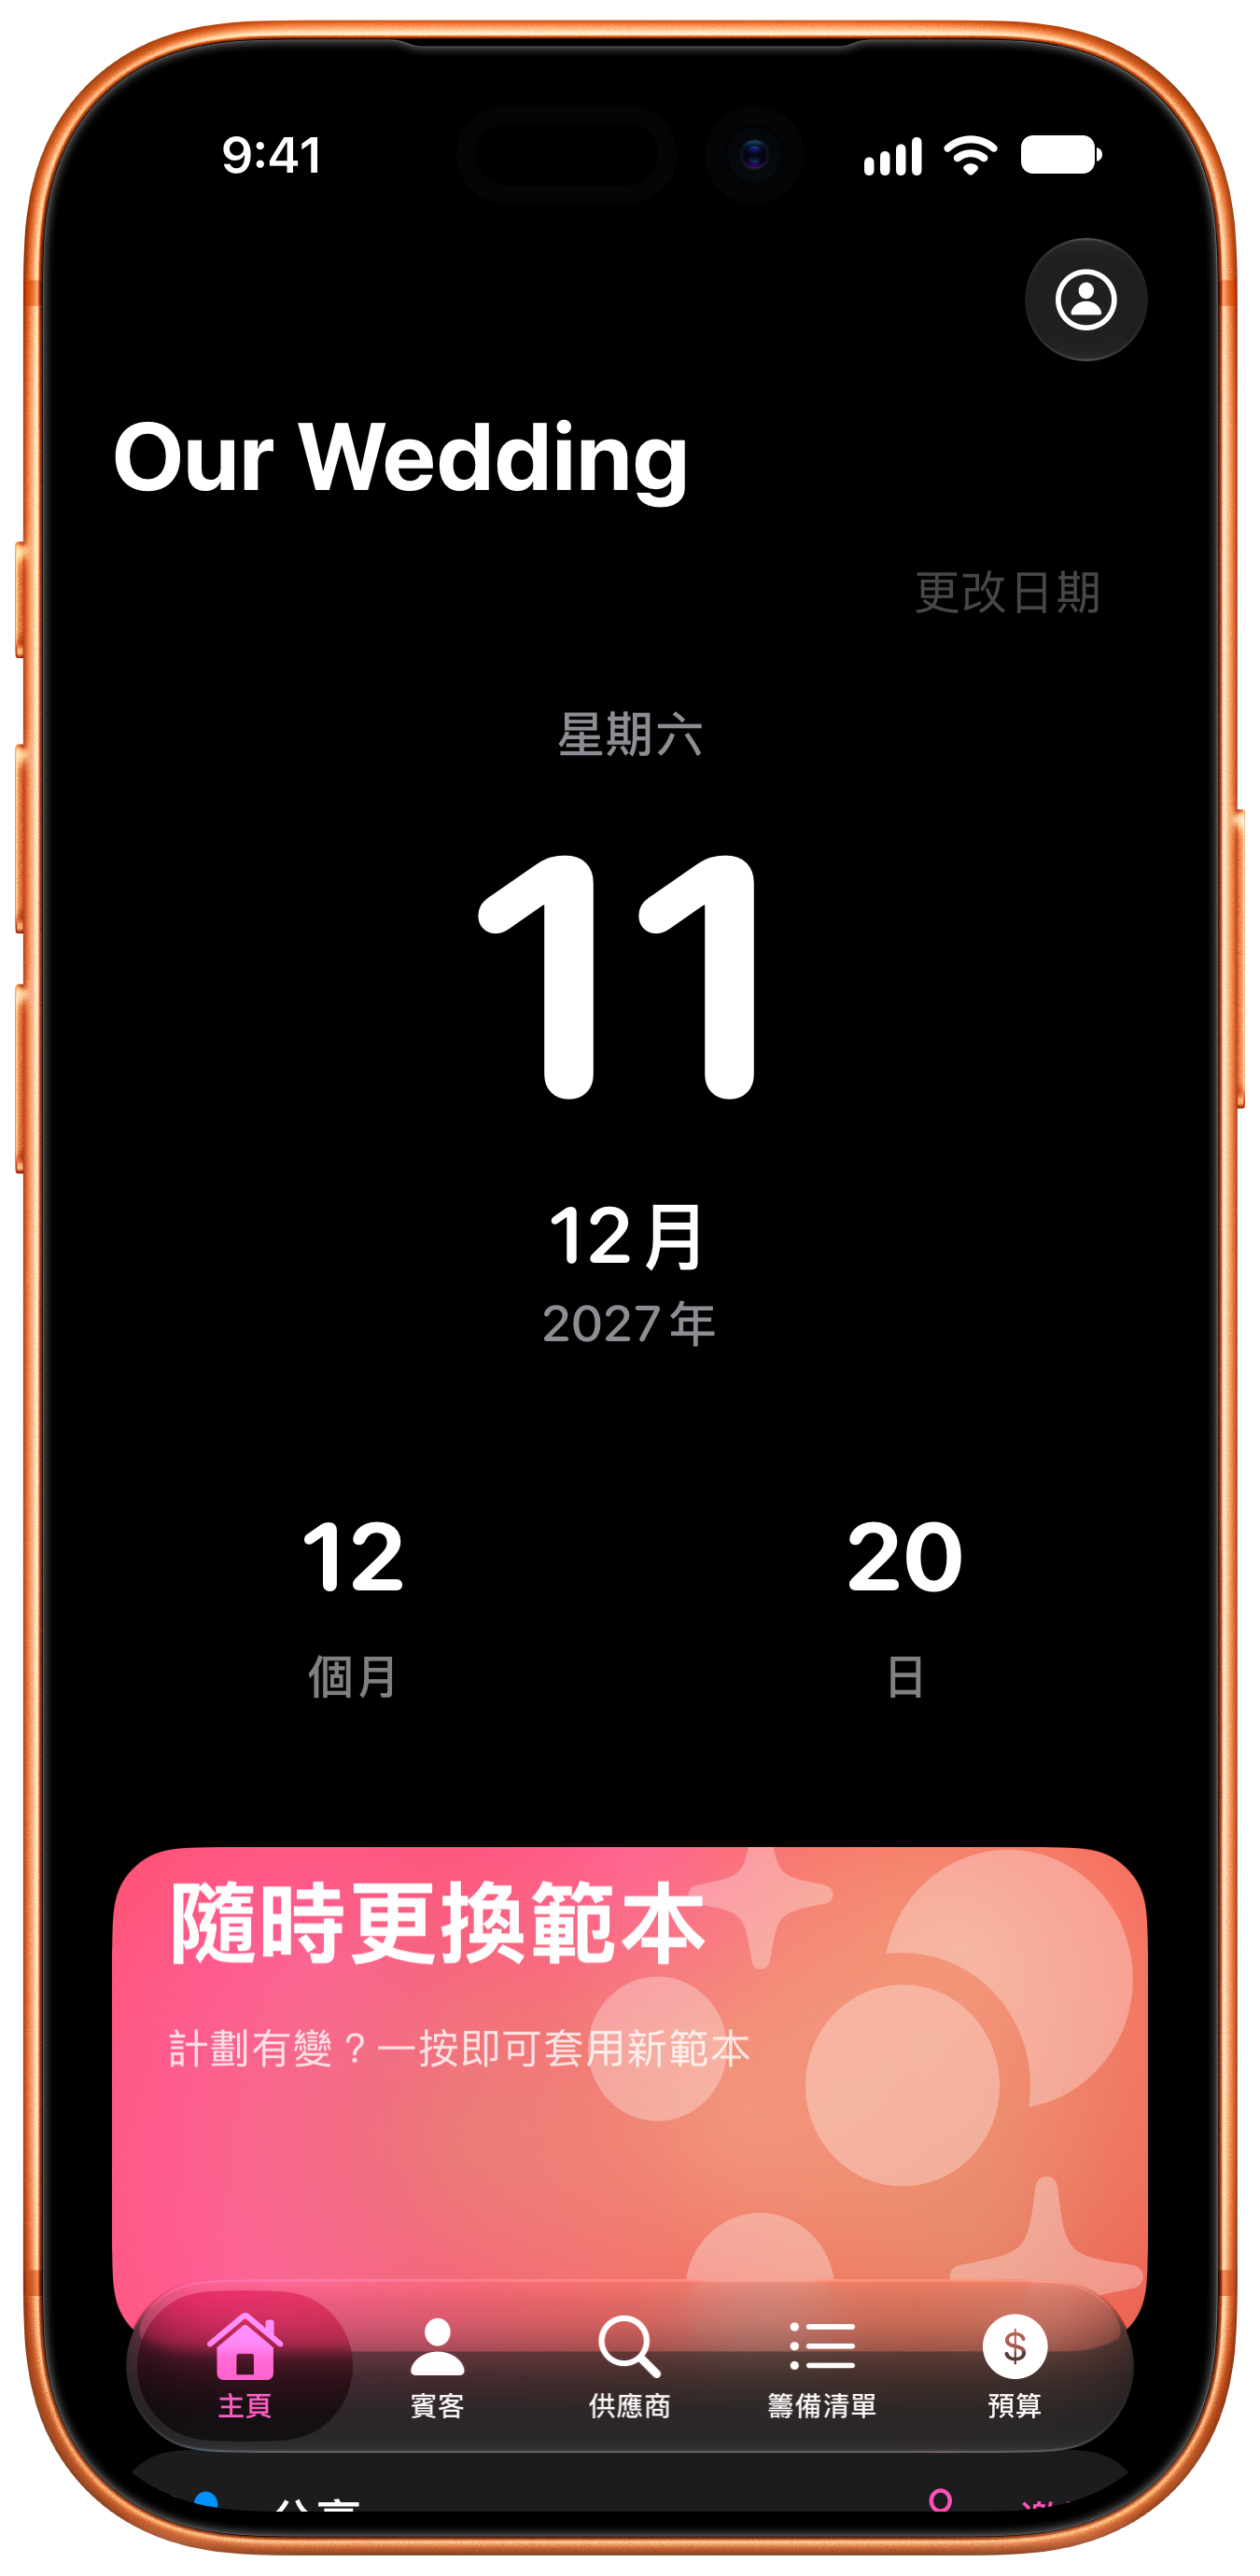 9:41
Our Wedding
更改日期
星期六
11
12月
2027年
12
20
個月
日
隨時更換範本
計劃有變？一按即可套用新範本
主頁
賓客
供應商
籌備清單
預算